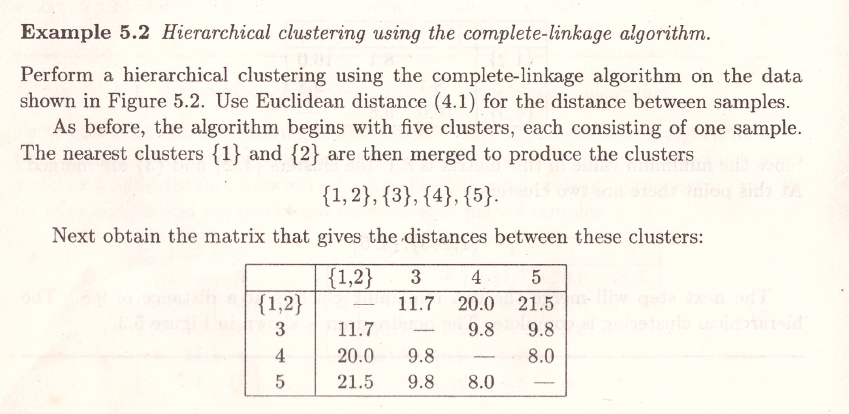 Example 5.2 Hierarchical clustering using the complete-linkage algorithm.
Perform a hierarchical clustering using the complete-linkage algorithm on the data
shown in Figure 5.2. Use Euclidean distance (4.1) for the distance between samples.
As before, the algorithm begins with five clusters, each consisting of one sample.
The nearest clusters {1} and {2} are then merged to produce the clusters
{1,2},{3},{4},{5}.
Next obtain the matrix that gives the distances between these clusters:
{1,2} 3 4 5
{1,2} — 11.7 20.0 21.5
3 11.7 — 9.8 9.8
4 20.0 9.8 — 8.0
5 21.5 9.8 8.0 —